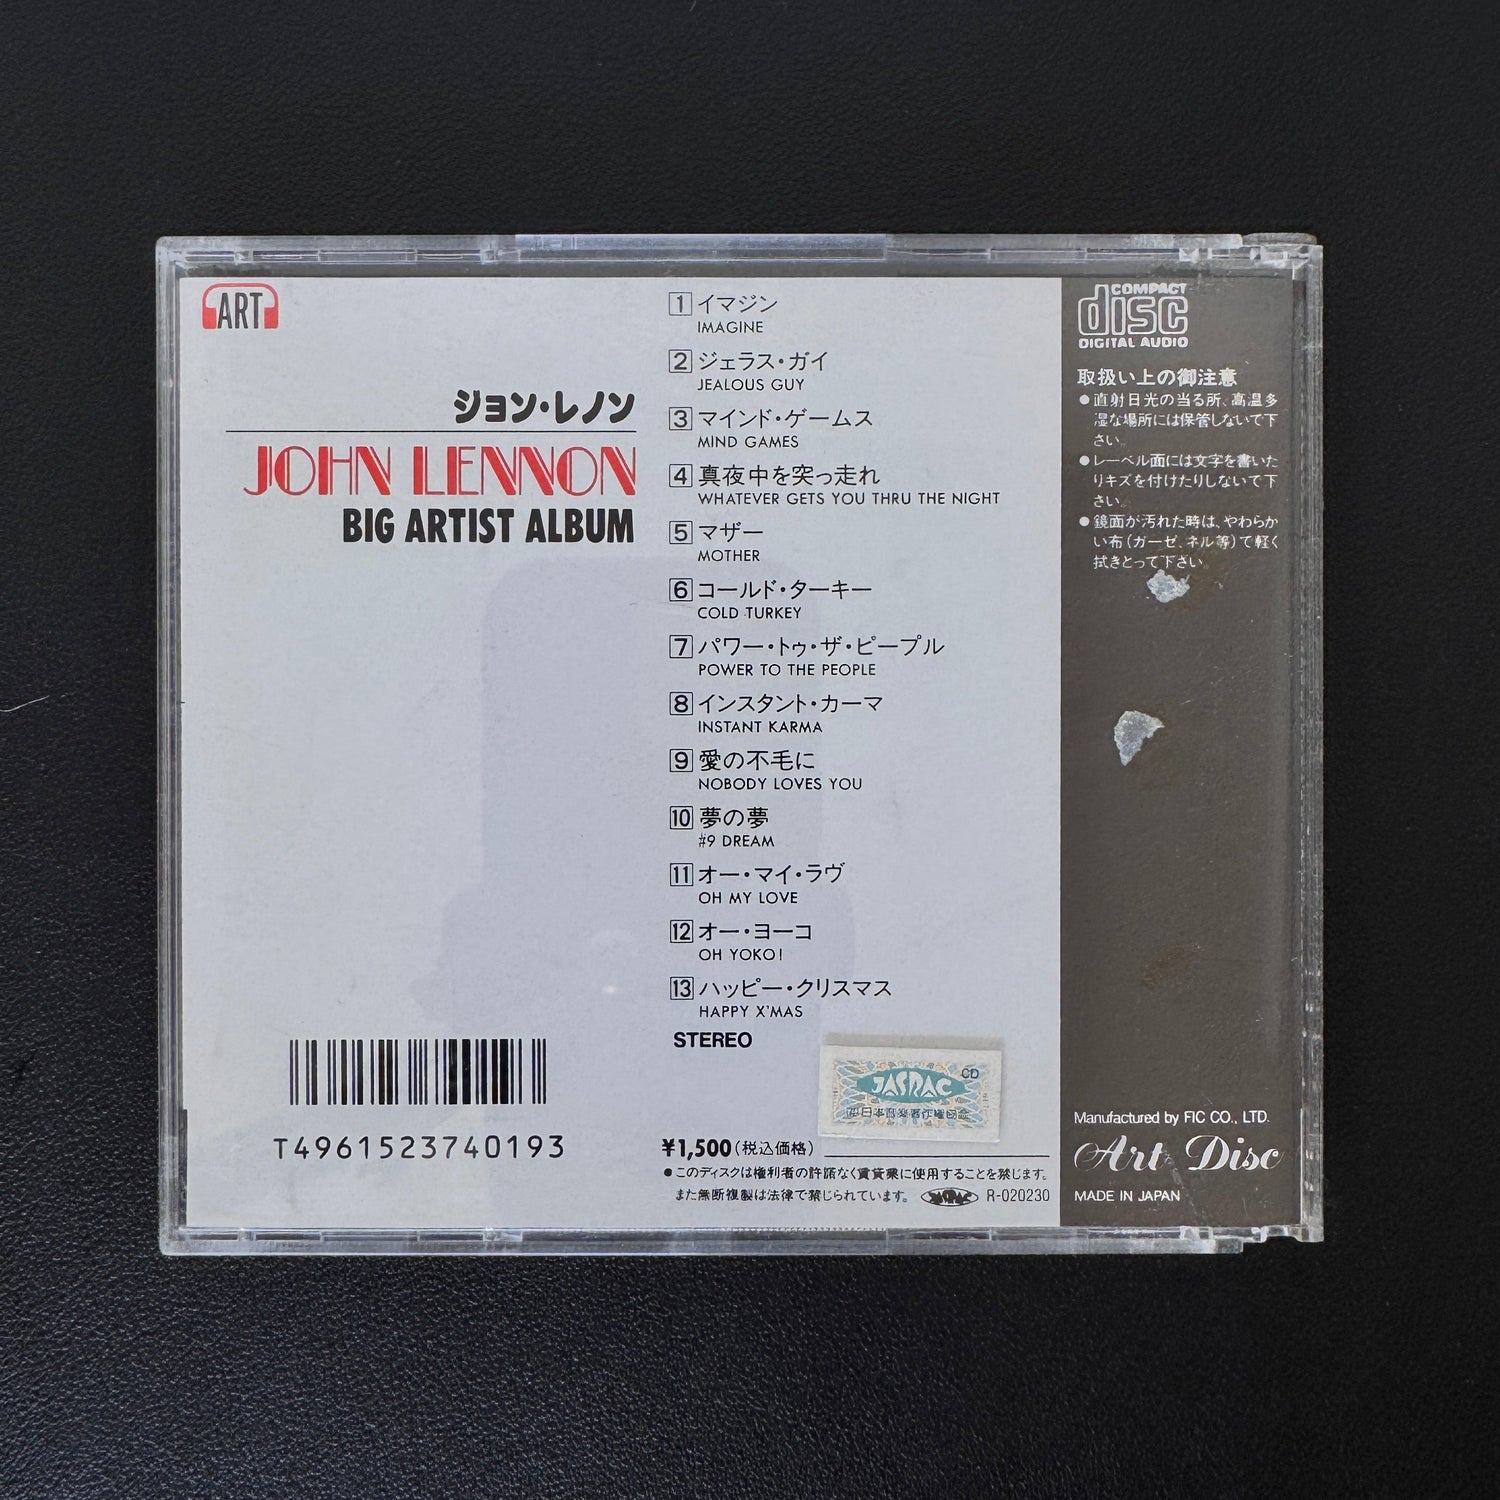 ART
ジョン・レノン
JOHN LENNON
BIG ARTIST ALBUM
1 イマジン
IMAGINE
2 ジェラス・ガイ
JEALOUS GUY
3 マインド・ゲームス
MIND GAMES
4 真夜中を突っ走れ
WHATEVER GETS YOU THRU THE NIGHT
5 マザー
MOTHER
6 コールド・ターキー
COLD TURKEY
7 パワー・トゥ・ザ・ピープル
POWER TO THE PEOPLE
8 インスタント・カーマ
INSTANT KARMA
9 愛の不毛に
NOBODY LOVES YOU
10 夢の夢
#9 DREAM
11 オー・マイ・ラヴ
OH MY LOVE
12 オー・ヨーコ
OH YOKO!
13 ハッピー・クリスマス
HAPPY X'MAS
STEREO
JASRAC CD
T4961523740193
¥1,500(税込価格)
●このディスクは権利者の許諾なく賃貸業に使用することを禁じます。
また無断複製は法律で禁じられています。 JASRAC R-020230
COMPACT
disc
DIGITAL AUDIO
取扱い上の御注意
●直射日光の当る所、高温多
湿な場所には保管しないで下
さい。
●レーベル面には文字を書いた
りキズを付けたりしないで下
さい。
●鏡面が汚れた時は、やわらか
い布(ガーゼ、ネル等)で軽く
拭きとって下さい。
Manufactured by FIC CO., LTD.
Art Disc
MADE IN JAPAN